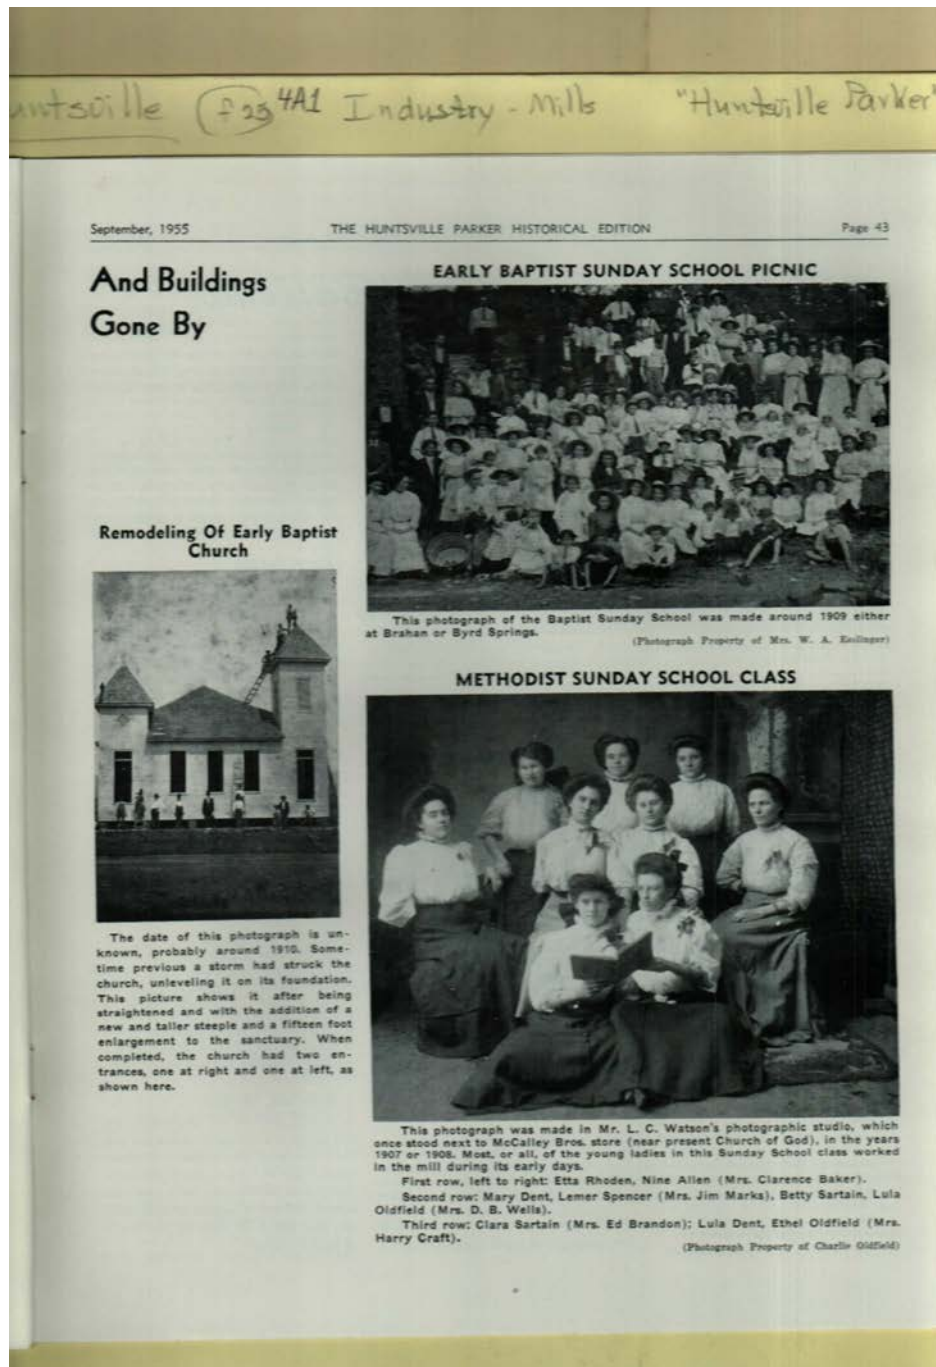 untsville f 23 4A1 Industry - Mills "Huntsville Parker"
September, 1955 THE HUNTSVILLE PARKER HISTORICAL EDITION Page 43
And Buildings
Gone By
Remodeling Of Early Baptist
Church
The date of this photograph is un-
known, probably around 1910. Some-
time previous a storm had struck the
church, unleveling it on its foundation.
This picture shows it after being
straightened and with the addition of a
new and taller steeple and a fifteen foot
enlargement to the sanctuary. When
completed, the church had two en-
trances, one at right and one at left, as
shown here.
EARLY BAPTIST SUNDAY SCHOOL PICNIC
This photograph of the Baptist Sunday School was made around 1909 either
at Brahan or Byrd Springs.
(Photograph Property of Mrs. W. A. Esslinger)
METHODIST SUNDAY SCHOOL CLASS
This photograph was made in Mr. L. C. Watson's photographic studio, which
once stood next to McCalley Bros. store (near present Church of God), in the years
1907 or 1908. Most, or all, of the young ladies in this Sunday School class worked
in the mill during its early days.
First row, left to right: Etta Rhoden, Nine Allen (Mrs. Clarence Baker).
Second row: Mary Dent, Lemer Spencer (Mrs. Jim Marks), Betty Sartain, Lula
Oldfield (Mrs. D. B. Wells).
Third row: Clara Sartain (Mrs. Ed Brandon); Lula Dent, Ethel Oldfield (Mrs.
Harry Craft).
(Photograph Property of Charlie Oldfield)